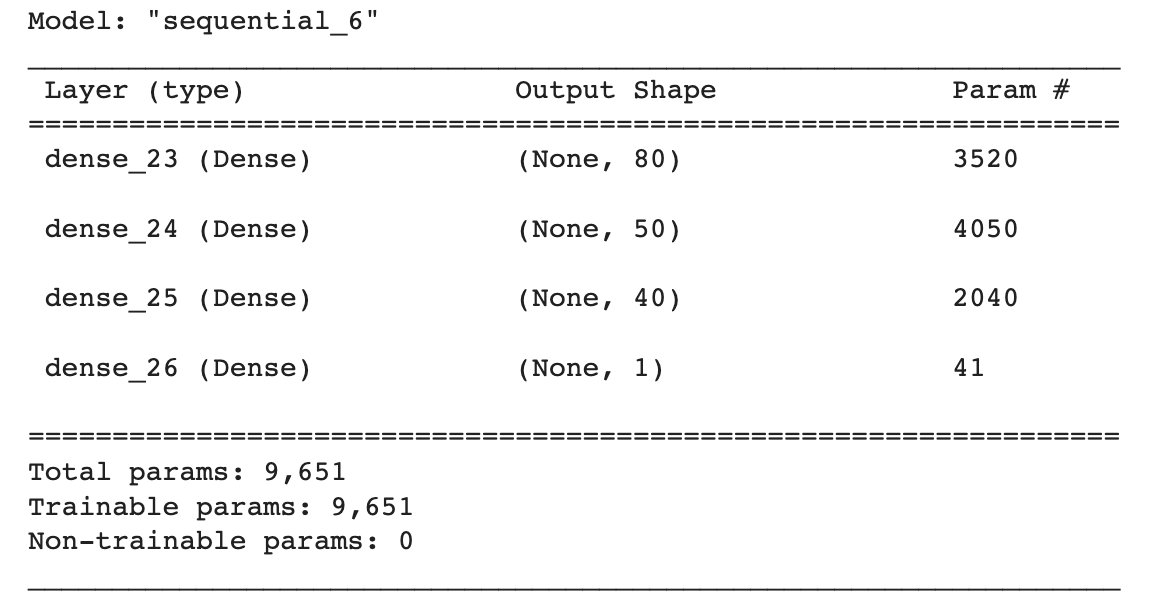 Model: "sequential_6"
Layer (type) Output Shape Param #
dense_23 (Dense) (None, 80) 3520
dense_24 (Dense) (None, 50) 4050
dense_25 (Dense) (None, 40) 2040
dense_26 (Dense) (None, 1) 41
Total params: 9,651
Trainable params: 9,651
Non-trainable params: 0